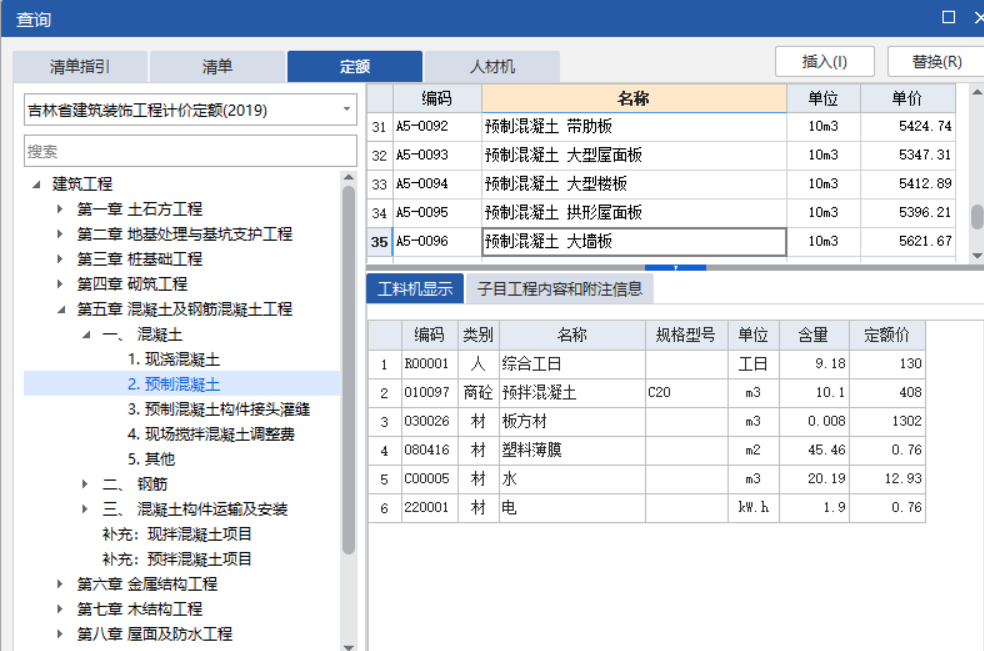 查询
清单指引 清单 定额 人材机 插入(I) 替换(R)
吉林省建筑装饰工程计价定额(2019)
搜索
建筑工程
第一章 土石方工程
第二章 地基处理与基坑支护工程
第三章 桩基础工程
第四章 砌筑工程
第五章 混凝土及钢筋混凝土工程
一、 混凝土
1. 现浇混凝土
2. 预制混凝土
3. 预制混凝土构件接头灌缝
4. 现场搅拌混凝土调整费
5. 其他
二、 钢筋
三、 混凝土构件运输及安装
补充：现拌混凝土项目
补充：预拌混凝土项目
第六章 金属结构工程
第七章 木结构工程
第八章 屋面及防水工程
编码 名称 单位 单价
31 A5-0092 预制混凝土 带肋板 10m3 5424.74
32 A5-0093 预制混凝土 大型屋面板 10m3 5347.31
33 A5-0094 预制混凝土 大型楼板 10m3 5412.89
34 A5-0095 预制混凝土 拱形屋面板 10m3 5396.21
35 A5-0096 预制混凝土 大墙板 10m3 5621.67
工料机显示 子目工程内容和附注信息
编码 类别 名称 规格型号 单位 含量 定额价
1 R00001 人 综合工日 工日 9.18 130
2 010097 商砼 预拌混凝土 C20 m3 10.1 408
3 030026 材 板方材 m3 0.008 1302
4 080416 材 塑料薄膜 m2 45.46 0.76
5 C00005 材 水 m3 20.19 12.93
6 220001 材 电 kW.h 1.9 0.76